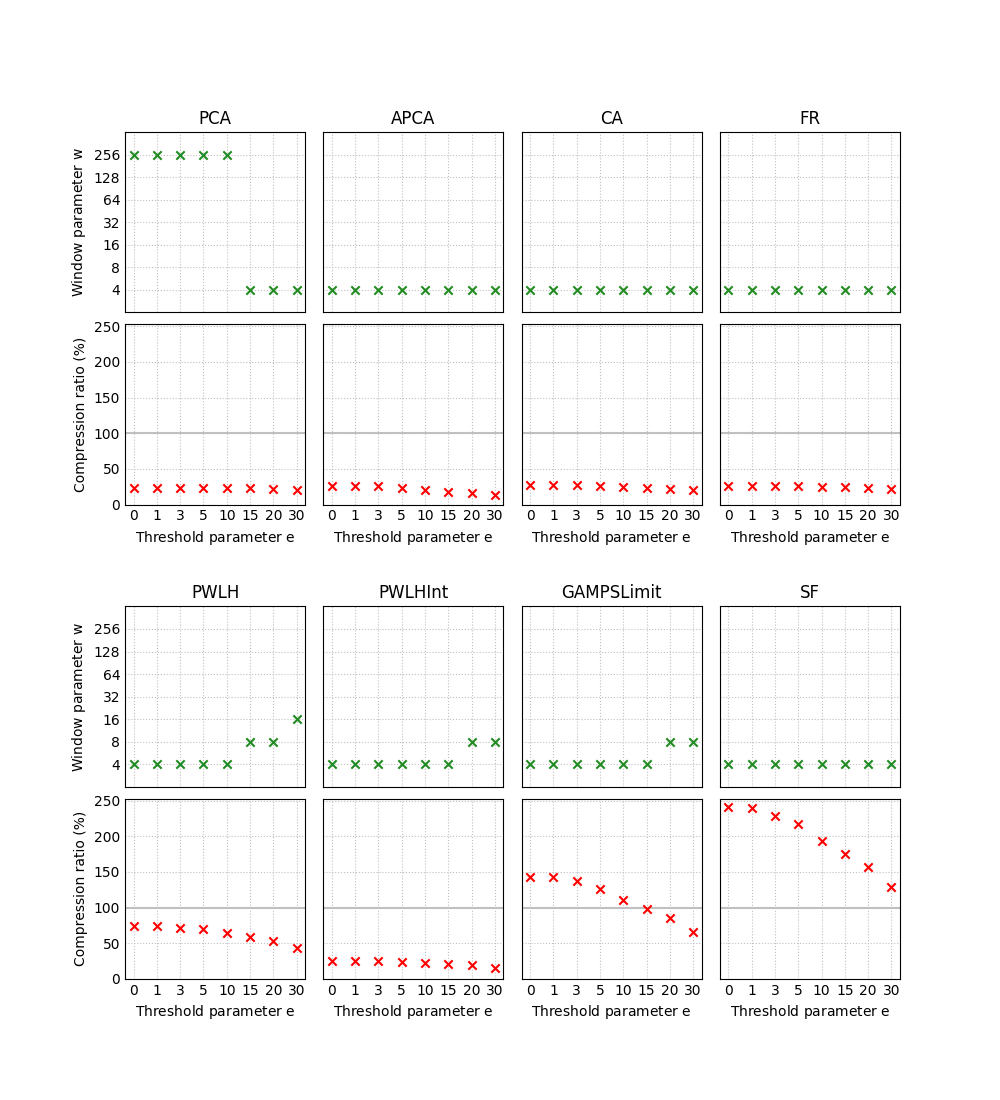 PCA APCA CA FR
Window parameter w
256
128
64
32
16
8
4
Compression ratio (%)
250
200
150
100
50
0
0 1 3 5 10 15 20 30 0 1 3 5 10 15 20 30 0 1 3 5 10 15 20 30 0 1 3 5 10 15 20 30
Threshold parameter e Threshold parameter e Threshold parameter e Threshold parameter e
PWLH PWLHInt GAMPSLimit SF
Window parameter w
256
128
64
32
16
8
4
Compression ratio (%)
250
200
150
100
50
0
0 1 3 5 10 15 20 30 0 1 3 5 10 15 20 30 0 1 3 5 10 15 20 30 0 1 3 5 10 15 20 30
Threshold parameter e Threshold parameter e Threshold parameter e Threshold parameter e